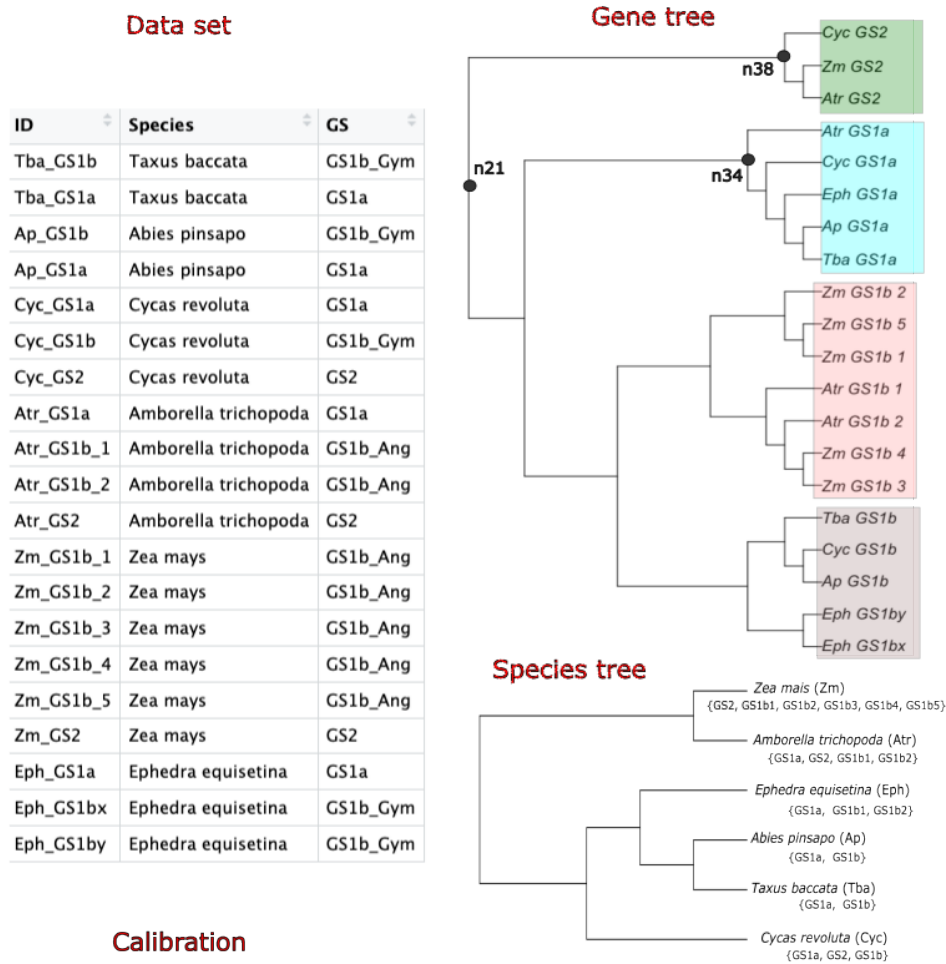 Data set
ID Species GS
Tba_GS1b Taxus baccata GS1b_Gym
Tba_GS1a Taxus baccata GS1a
Ap_GS1b Abies pinsapo GS1b_Gym
Ap_GS1a Abies pinsapo GS1a
Cyc_GS1a Cycas revoluta GS1a
Cyc_GS1b Cycas revoluta GS1b_Gym
Cyc_GS2 Cycas revoluta GS2
Atr_GS1a Amborella trichopoda GS1a
Atr_GS1b_1 Amborella trichopoda GS1b_Ang
Atr_GS1b_2 Amborella trichopoda GS1b_Ang
Atr_GS2 Amborella trichopoda GS2
Zm_GS1b_1 Zea mays GS1b_Ang
Zm_GS1b_2 Zea mays GS1b_Ang
Zm_GS1b_3 Zea mays GS1b_Ang
Zm_GS1b_4 Zea mays GS1b_Ang
Zm_GS1b_5 Zea mays GS1b_Ang
Zm_GS2 Zea mays GS2
Eph_GS1a Ephedra equisetina GS1a
Eph_GS1bx Ephedra equisetina GS1b_Gym
Eph_GS1by Ephedra equisetina GS1b_Gym
Calibration
Gene tree
Cyc GS2
n38
Zm GS2
Atr GS2
Atr GS1a
Cyc GS1a
n21
n34
Eph GS1a
Ap GS1a
Tba GS1a
Zm GS1b 2
Zm GS1b 5
Zm GS1b 1
Atr GS1b 1
Atr GS1b 2
Zm GS1b 4
Zm GS1b 3
Tba GS1b
Cyc GS1b
Ap GS1b
Eph GS1by
Eph GS1bx
Species tree
Zea mais (Zm)
{GS2, GS1b1, GS1b2, GS1b3, GS1b4, GS1b5}
Amborella trichopoda (Atr)
{GS1a, GS2, GS1b1, GS1b2}
Ephedra equisetina (Eph)
{GS1a, GS1b1, GS1b2}
Abies pinsapo (Ap)
{GS1a, GS1b}
Taxus baccata (Tba)
{GS1a, GS1b}
Cycas revoluta (Cyc)
{GS1a, GS2, GS1b}